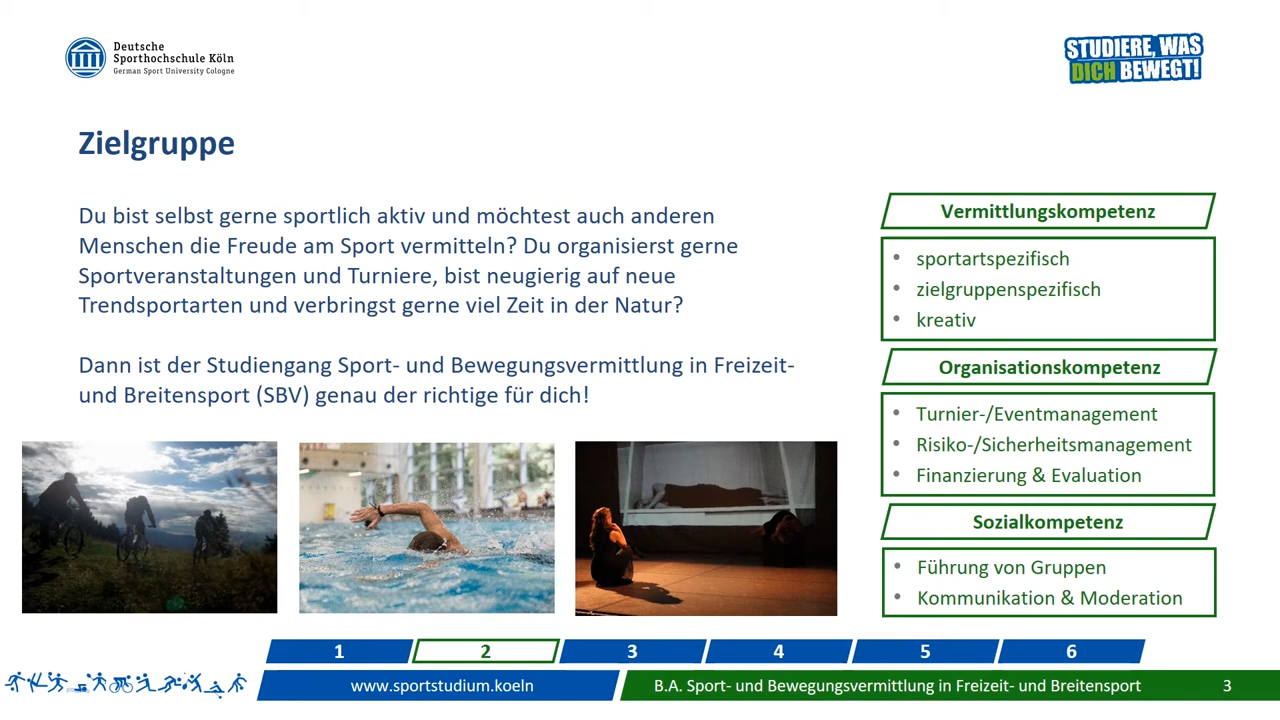 Deutsche
Sporthochschule Köln
German Sport University Cologne
STUDIERE, WAS
DICH BEWEGT!
Zielgruppe
Du bist selbst gerne sportlich aktiv und möchtest auch anderen
Menschen die Freude am Sport vermitteln? Du organisierst gerne
Sportveranstaltungen und Turniere, bist neugierig auf neue
Trendsportarten und verbringst gerne viel Zeit in der Natur?
Dann ist der Studiengang Sport- und Bewegungsvermittlung in Freizeit-
und Breitensport (SBV) genau der richtige für dich!
Vermittlungskompetenz
• sportartspezifisch
• zielgruppenspezifisch
• kreativ
Organisationskompetenz
• Turnier-/Eventmanagement
• Risiko-/Sicherheitsmanagement
• Finanzierung & Evaluation
Sozialkompetenz
• Führung von Gruppen
• Kommunikation & Moderation
1 2 3 4 5 6
www.sportstudium.koeln
B.A. Sport- und Bewegungsvermittlung in Freizeit- und Breitensport 3